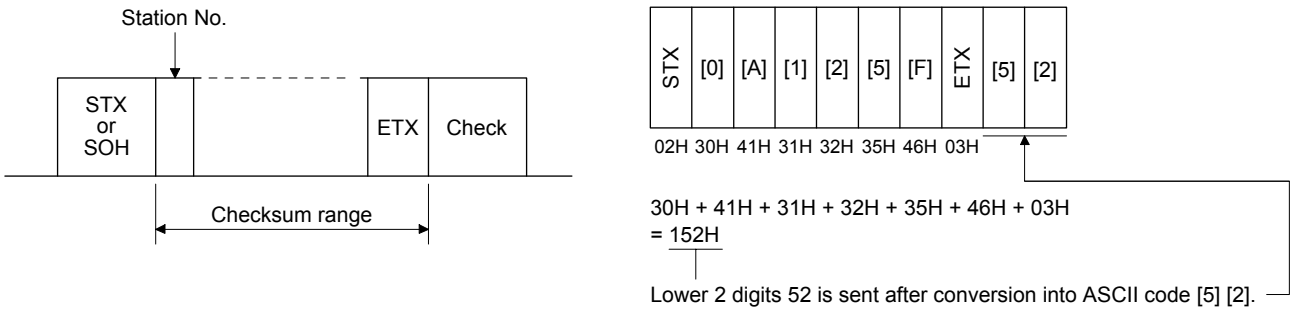 Station No.
STX
or
SOH
ETX
Check
Checksum range
STX [0] [A] [1] [2] [5] [F] ETX [5] [2]
02H 30H 41H 31H 32H 35H 46H 03H
30H + 41H + 31H + 32H + 35H + 46H + 03H
= 152H
Lower 2 digits 52 is sent after conversion into ASCII code [5] [2].